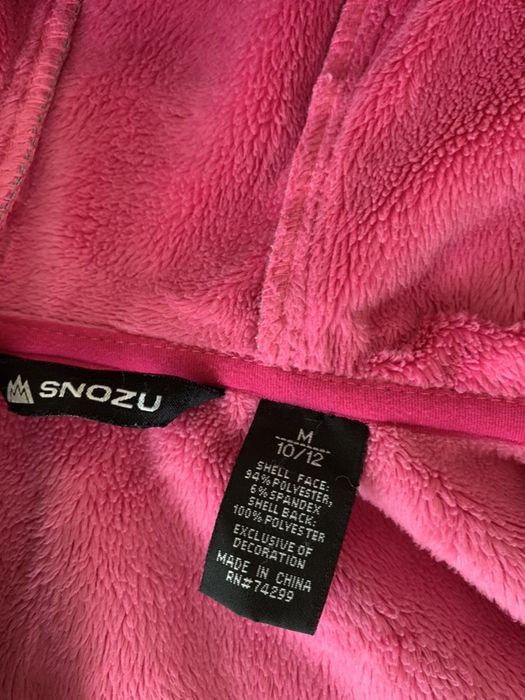 SNOZU
M
10/12
SHELL FACE:
94% POLYESTER,
6% SPANDEX
SHELL BACK:
100% POLYESTER
EXCLUSIVE OF
DECORATION
MADE IN CHINA
RN#74299